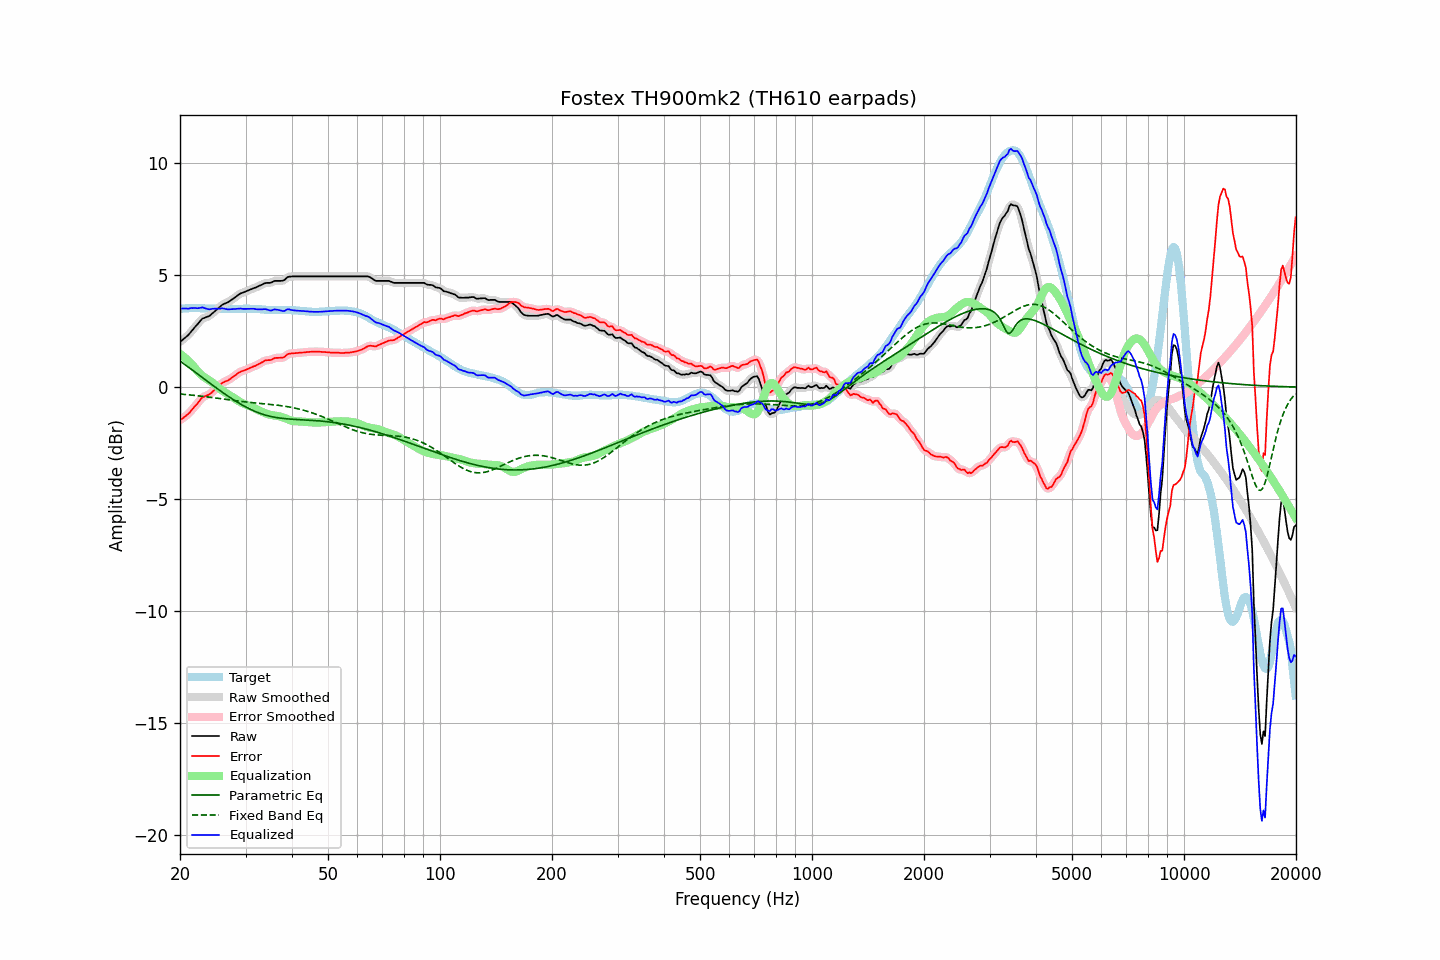 Fostex TH900mk2 (TH610 earpads)
10
5
0
−5
−10
−15
−20
Amplitude (dBr)
Target
Raw Smoothed
Error Smoothed
Raw
Error
Equalization
Parametric Eq
Fixed Band Eq
Equalized
20 50 100 200 500 1000 2000 5000 10000 20000
Frequency (Hz)